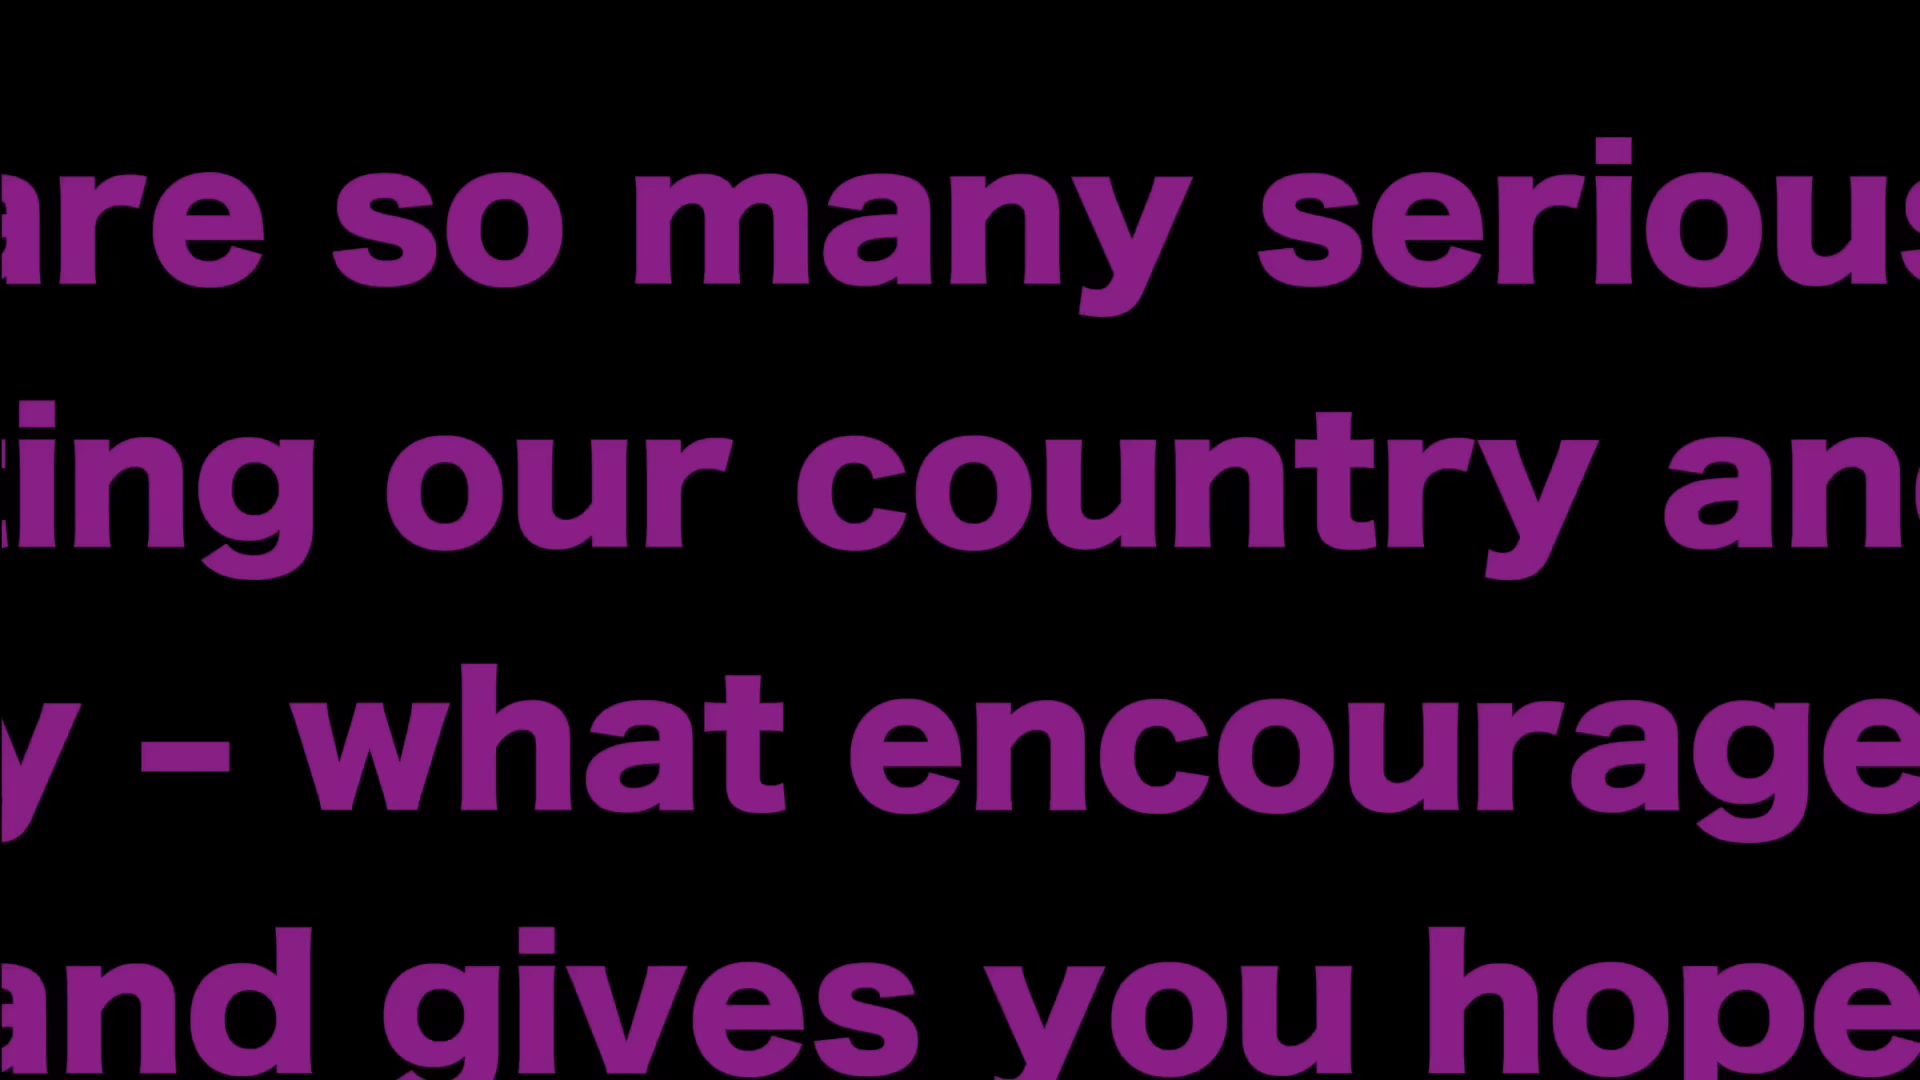 are so many serious
ing our country and
y – what encourage
and gives you hope